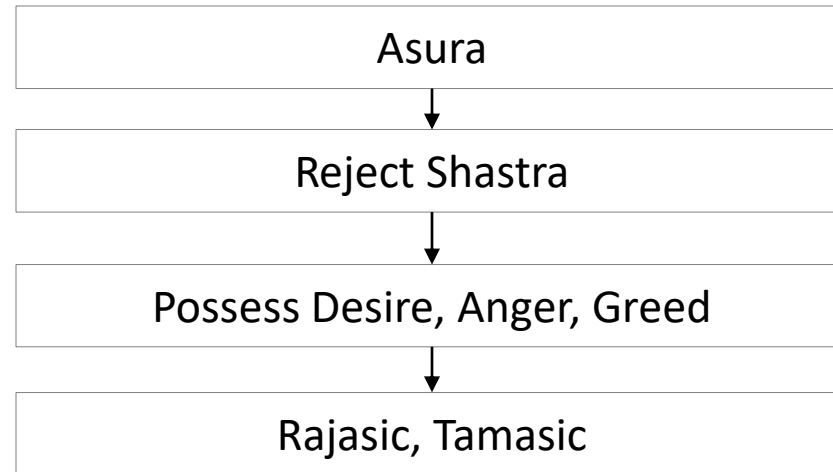 Asura
Reject Shastra
Possess Desire, Anger, Greed
Rajasic, Tamasic